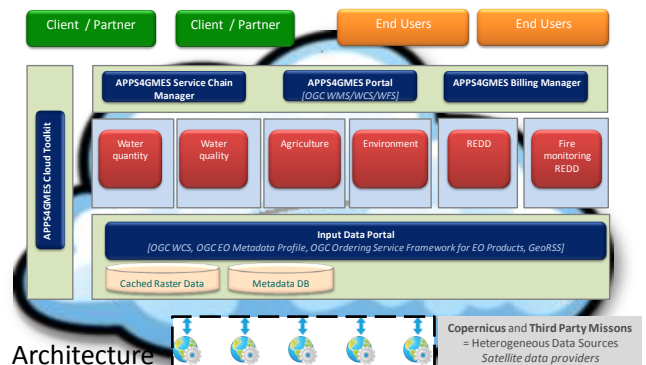 Client / Partner
Client / Partner
End Users
End Users
APPS4GMES Cloud Toolkit
APPS4GMES Service Chain
Manager
APPS4GMES Portal
[OGC WMS/WCS/WFS]
APPS4GMES Billing Manager
Water
quantity
Water
quality
Agriculture
Environment
REDD
Fire
monitoring
REDD
Input Data Portal
[OGC WCS, OGC EO Metadata Profile, OGC Ordering Service Framework for EO Products, GeoRSS]
Cached Raster Data
Metadata DB
Architecture
Copernicus and Third Party Missons
= Heterogeneous Data Sources
Satellite data providers